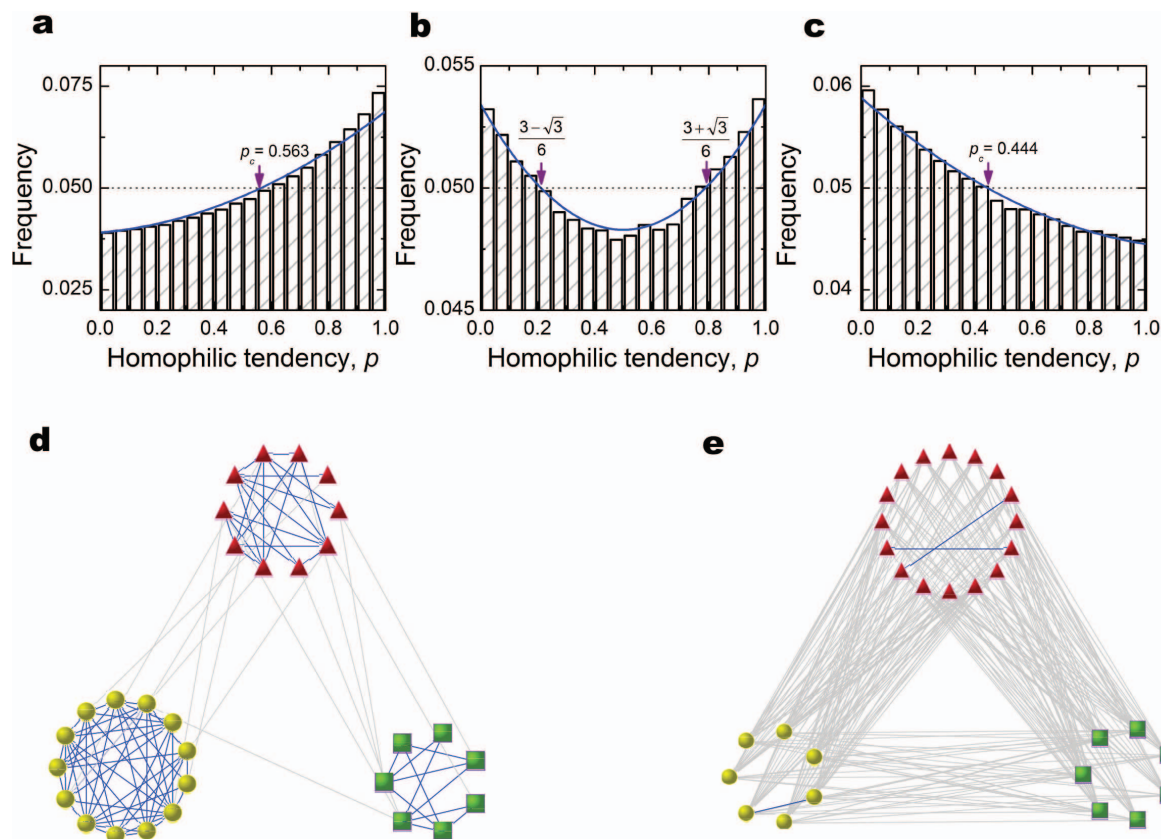 a
b
c
0.075
0.050
0.025
Frequency
p_c = 0.563
0.0 0.2 0.4 0.6 0.8 1.0
Homophilic tendency, p
0.055
0.050
0.045
Frequency
3−√3
6
3+√3
6
0.0 0.2 0.4 0.6 0.8 1.0
Homophilic tendency, p
0.06
0.05
0.04
Frequency
p_c = 0.444
0.0 0.2 0.4 0.6 0.8 1.0
Homophilic tendency, p
d
e